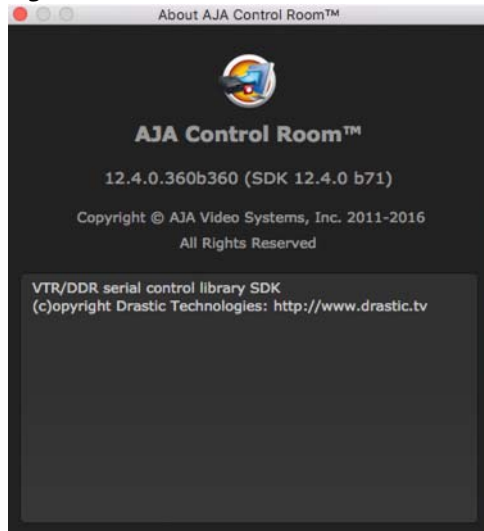 About AJA Control Room™
AJA Control Room™
12.4.0.360b360 (SDK 12.4.0 b71)
Copyright © AJA Video Systems, Inc. 2011-2016
All Rights Reserved
VTR/DDR serial control library SDK
(c)opyright Drastic Technologies: http://www.drastic.tv